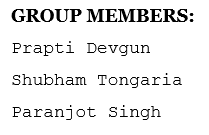 GROUP MEMBERS:
Prapti Devgun
Shubham Tongaria
Paranjot Singh